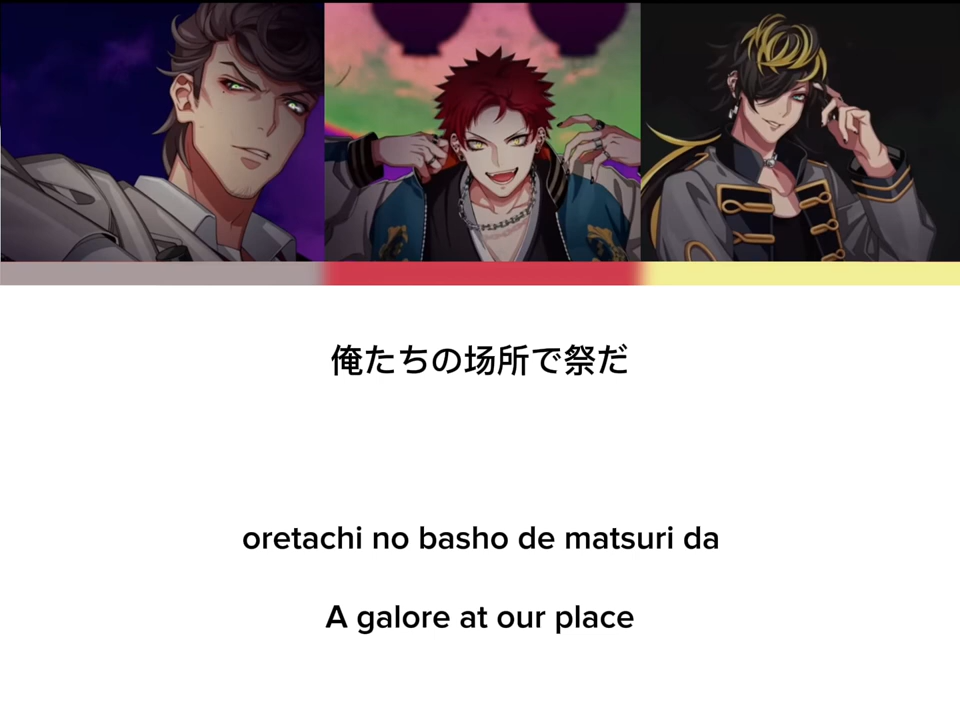 俺たちの场所で祭だ
oretachi no basho de matsuri da
A galore at our place